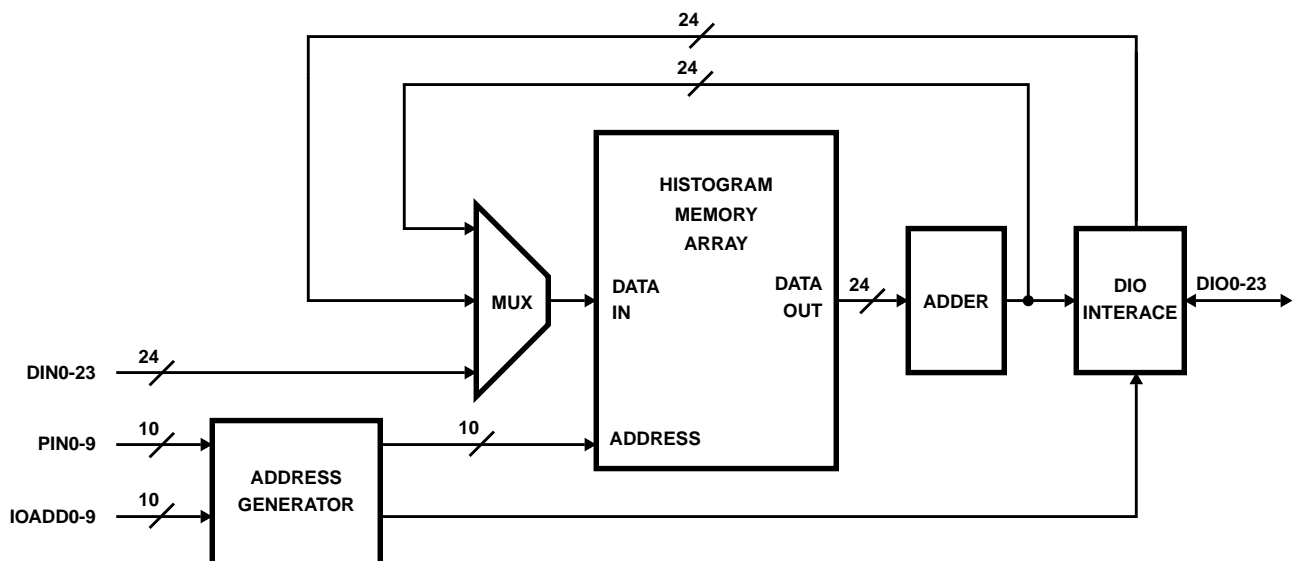 24
24
HISTOGRAM
MEMORY
ARRAY
MUX
DATA
IN
DATA
OUT
24
ADDER
DIO
INTERACE
DIO0-23
DIN0-23
24
PIN0-9
10
10
ADDRESS
ADDRESS
GENERATOR
IOADD0-9
10